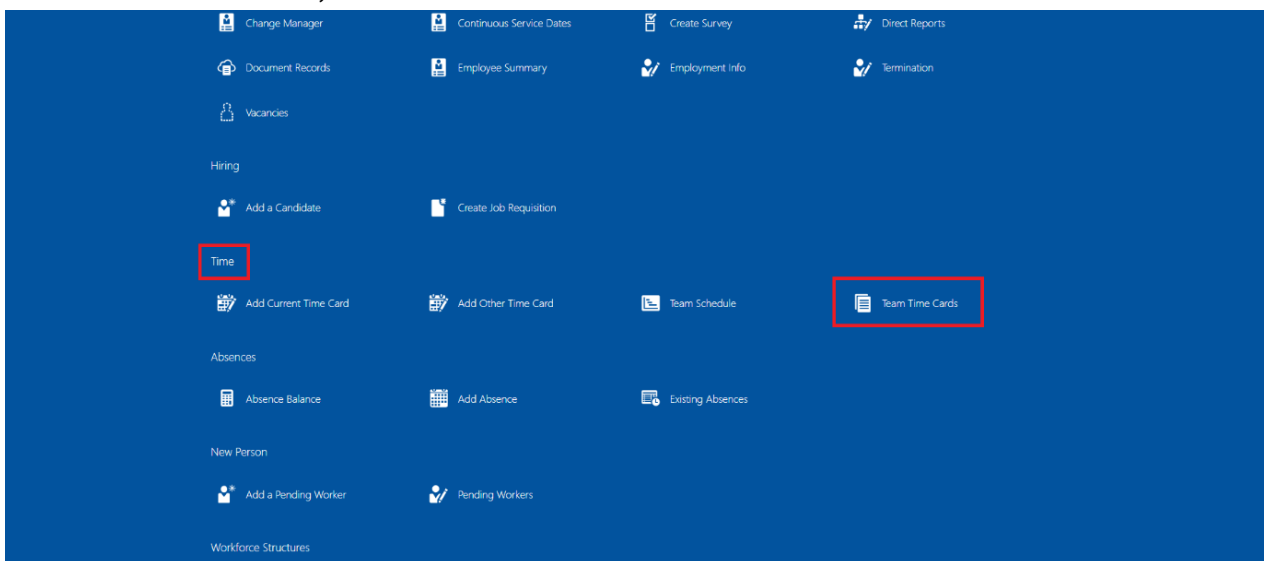 Change Manager Continuous Service Dates Create Survey Direct Reports
Document Records Employee Summary Employment Info Termination
Vacancies
Hiring
Add a Candidate Create Job Requisition
Time
Add Current Time Card Add Other Time Card Team Schedule Team Time Cards
Absences
Absence Balance Add Absence Existing Absences
New Person
Add a Pending Worker Pending Workers
Workforce Structures